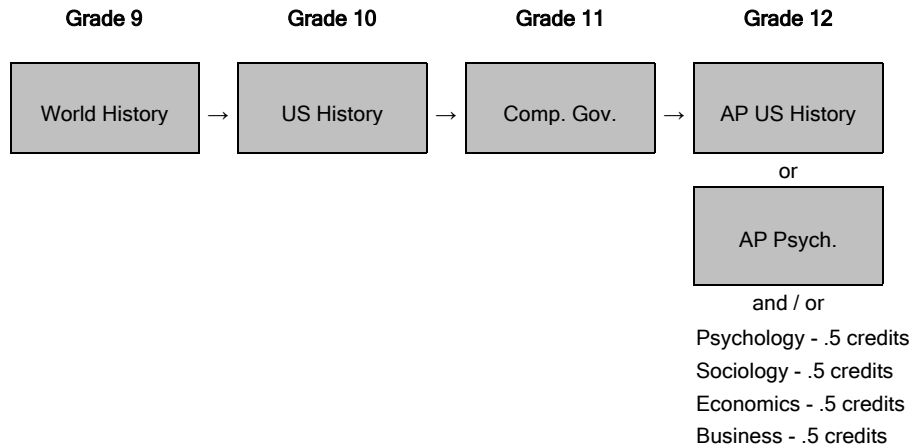 Grade 9 Grade 10 Grade 11 Grade 12
World History → US History → Comp. Gov. → AP US History
or
AP Psych.
and / or
Psychology - .5 credits
Sociology - .5 credits
Economics - .5 credits
Business - .5 credits